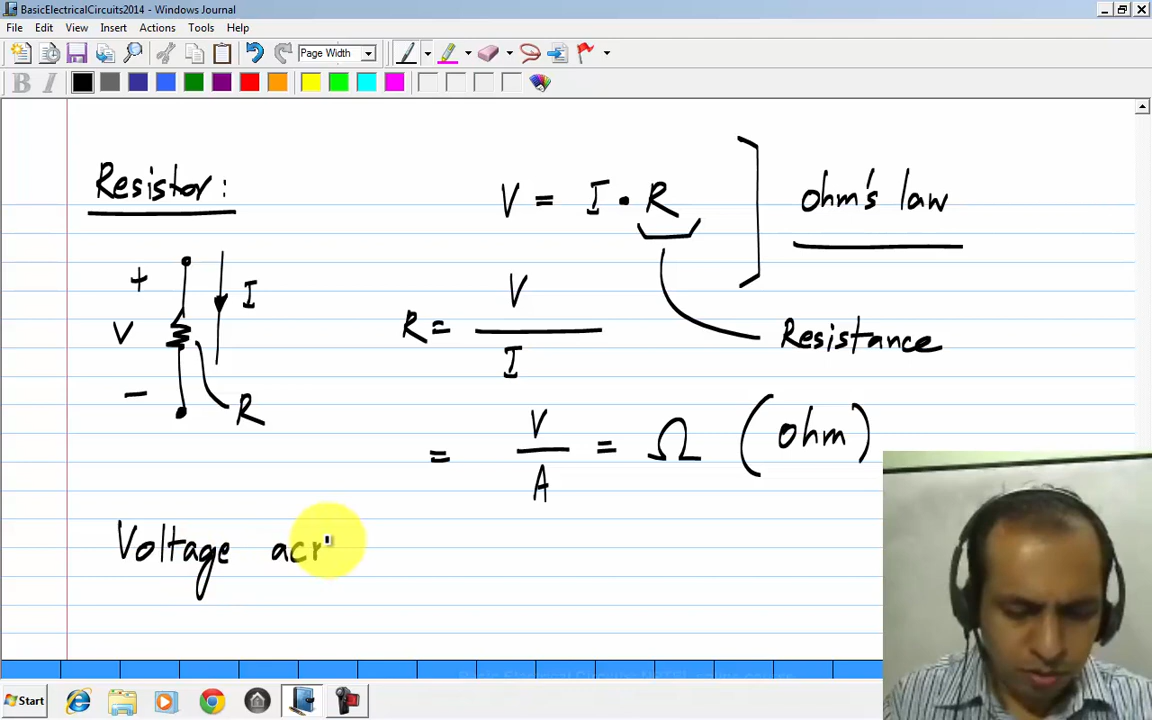 BasicElectricalCircuits2014 - Windows Journal
File Edit View Insert Actions Tools Help
Page Width
B I
Resistor:
V = I · R
ohm's law
+
I
V
-
R
R = V
I
Resistance
= V = Ω (ohm)
A
Voltage acr
Start